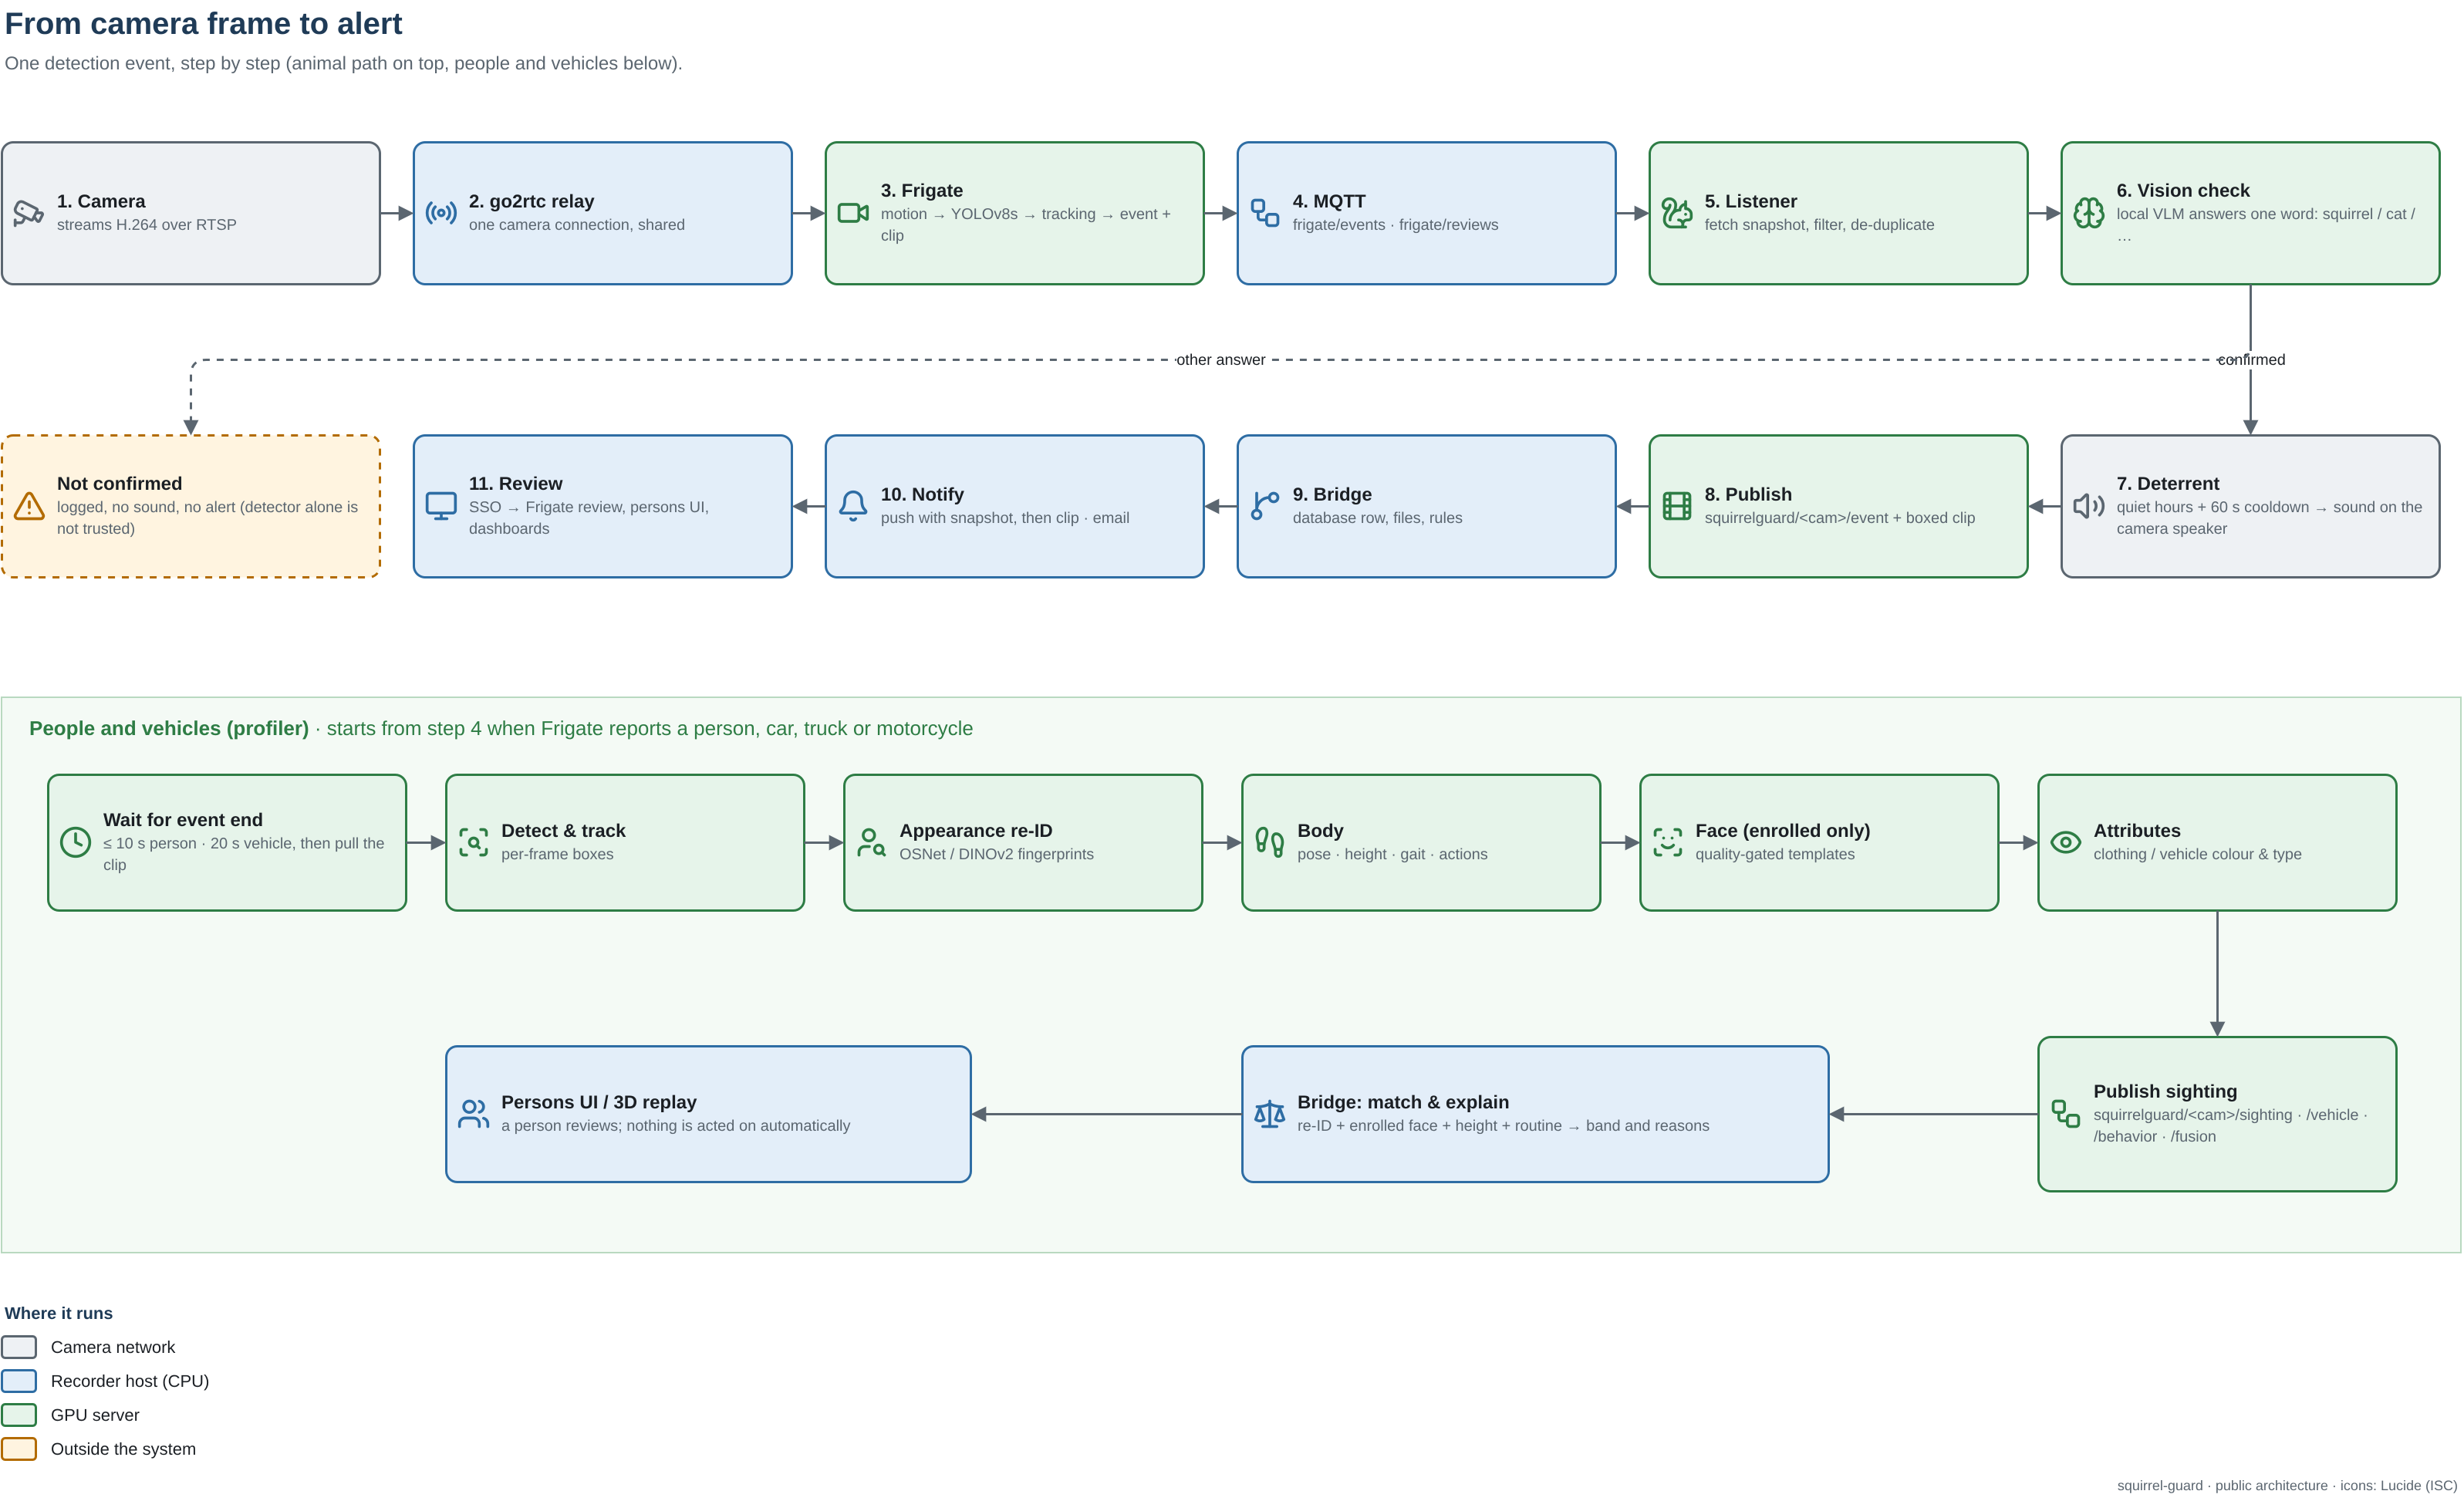 From camera frame to alert
One detection event, step by step (animal path on top, people and vehicles below).
1. Camera
streams H.264 over RTSP
2. go2rtc relay
one camera connection, shared
3. Frigate
motion → YOLOv8s → tracking → event +
clip
4. MQTT
frigate/events · frigate/reviews
5. Listener
fetch snapshot, filter, de-duplicate
6. Vision check
local VLM answers one word: squirrel / cat /
…
other answer
confirmed
Not confirmed
logged, no sound, no alert (detector alone is
not trusted)
11. Review
SSO → Frigate review, persons UI,
dashboards
10. Notify
push with snapshot, then clip · email
9. Bridge
database row, files, rules
8. Publish
squirrelguard/<cam>/event + boxed clip
7. Deterrent
quiet hours + 60 s cooldown → sound on the
camera speaker
People and vehicles (profiler) · starts from step 4 when Frigate reports a person, car, truck or motorcycle
Wait for event end
≤ 10 s person · 20 s vehicle, then pull the
clip
Detect & track
per-frame boxes
Appearance re-ID
OSNet / DINOv2 fingerprints
Body
pose · height · gait · actions
Face (enrolled only)
quality-gated templates
Attributes
clothing / vehicle colour & type
Persons UI / 3D replay
a person reviews; nothing is acted on automatically
Bridge: match & explain
re-ID + enrolled face + height + routine → band and reasons
Publish sighting
squirrelguard/<cam>/sighting · /vehicle ·
/behavior · /fusion
Where it runs
Camera network
Recorder host (CPU)
GPU server
Outside the system
squirrel-guard · public architecture · icons: Lucide (ISC)